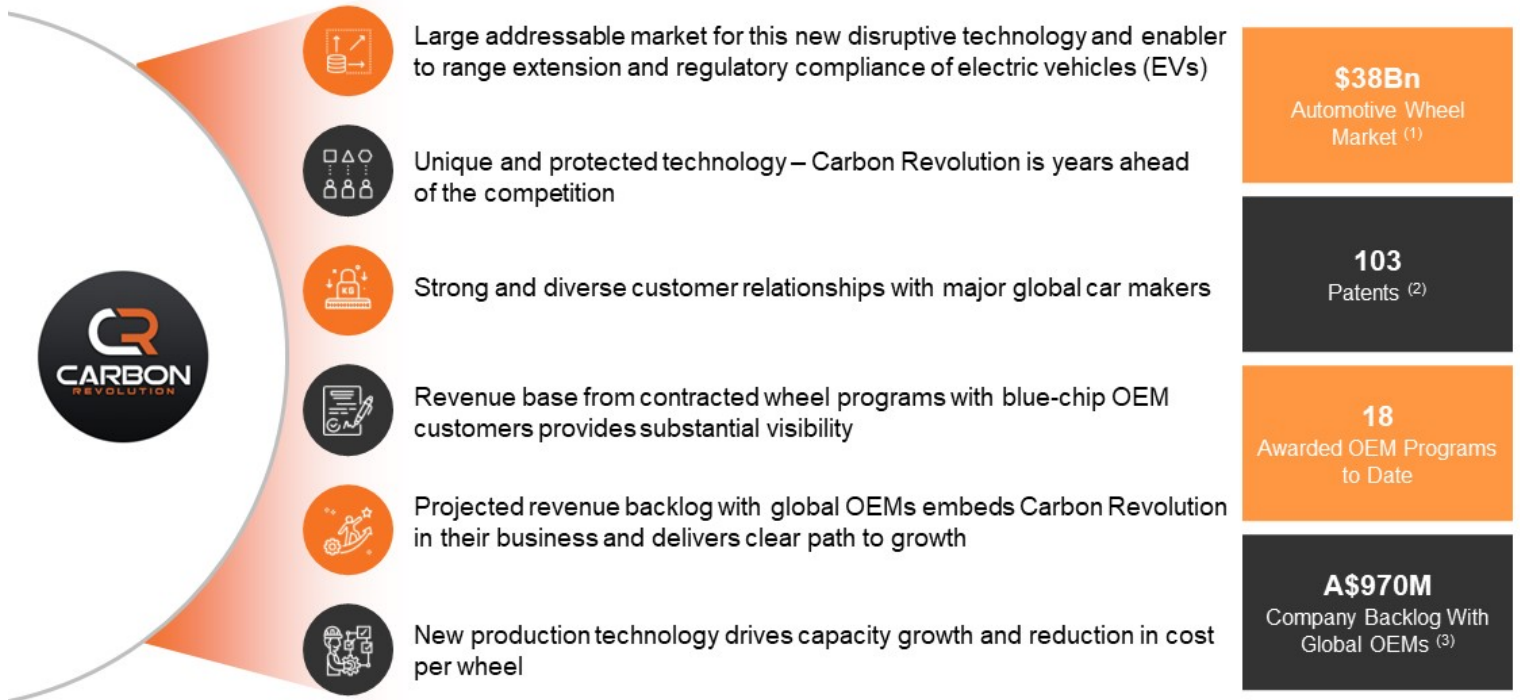 CR
CARBON
REVOLUTION
Large addressable market for this new disruptive technology and enabler
to range extension and regulatory compliance of electric vehicles (EVs)
Unique and protected technology – Carbon Revolution is years ahead
of the competition
KG
Strong and diverse customer relationships with major global car makers
Revenue base from contracted wheel programs with blue-chip OEM
customers provides substantial visibility
Projected revenue backlog with global OEMs embeds Carbon Revolution
in their business and delivers clear path to growth
New production technology drives capacity growth and reduction in cost
per wheel
$38Bn
Automotive Wheel
Market (1)
103
Patents (2)
18
Awarded OEM Programs
to Date
A$970M
Company Backlog With
Global OEMs (3)